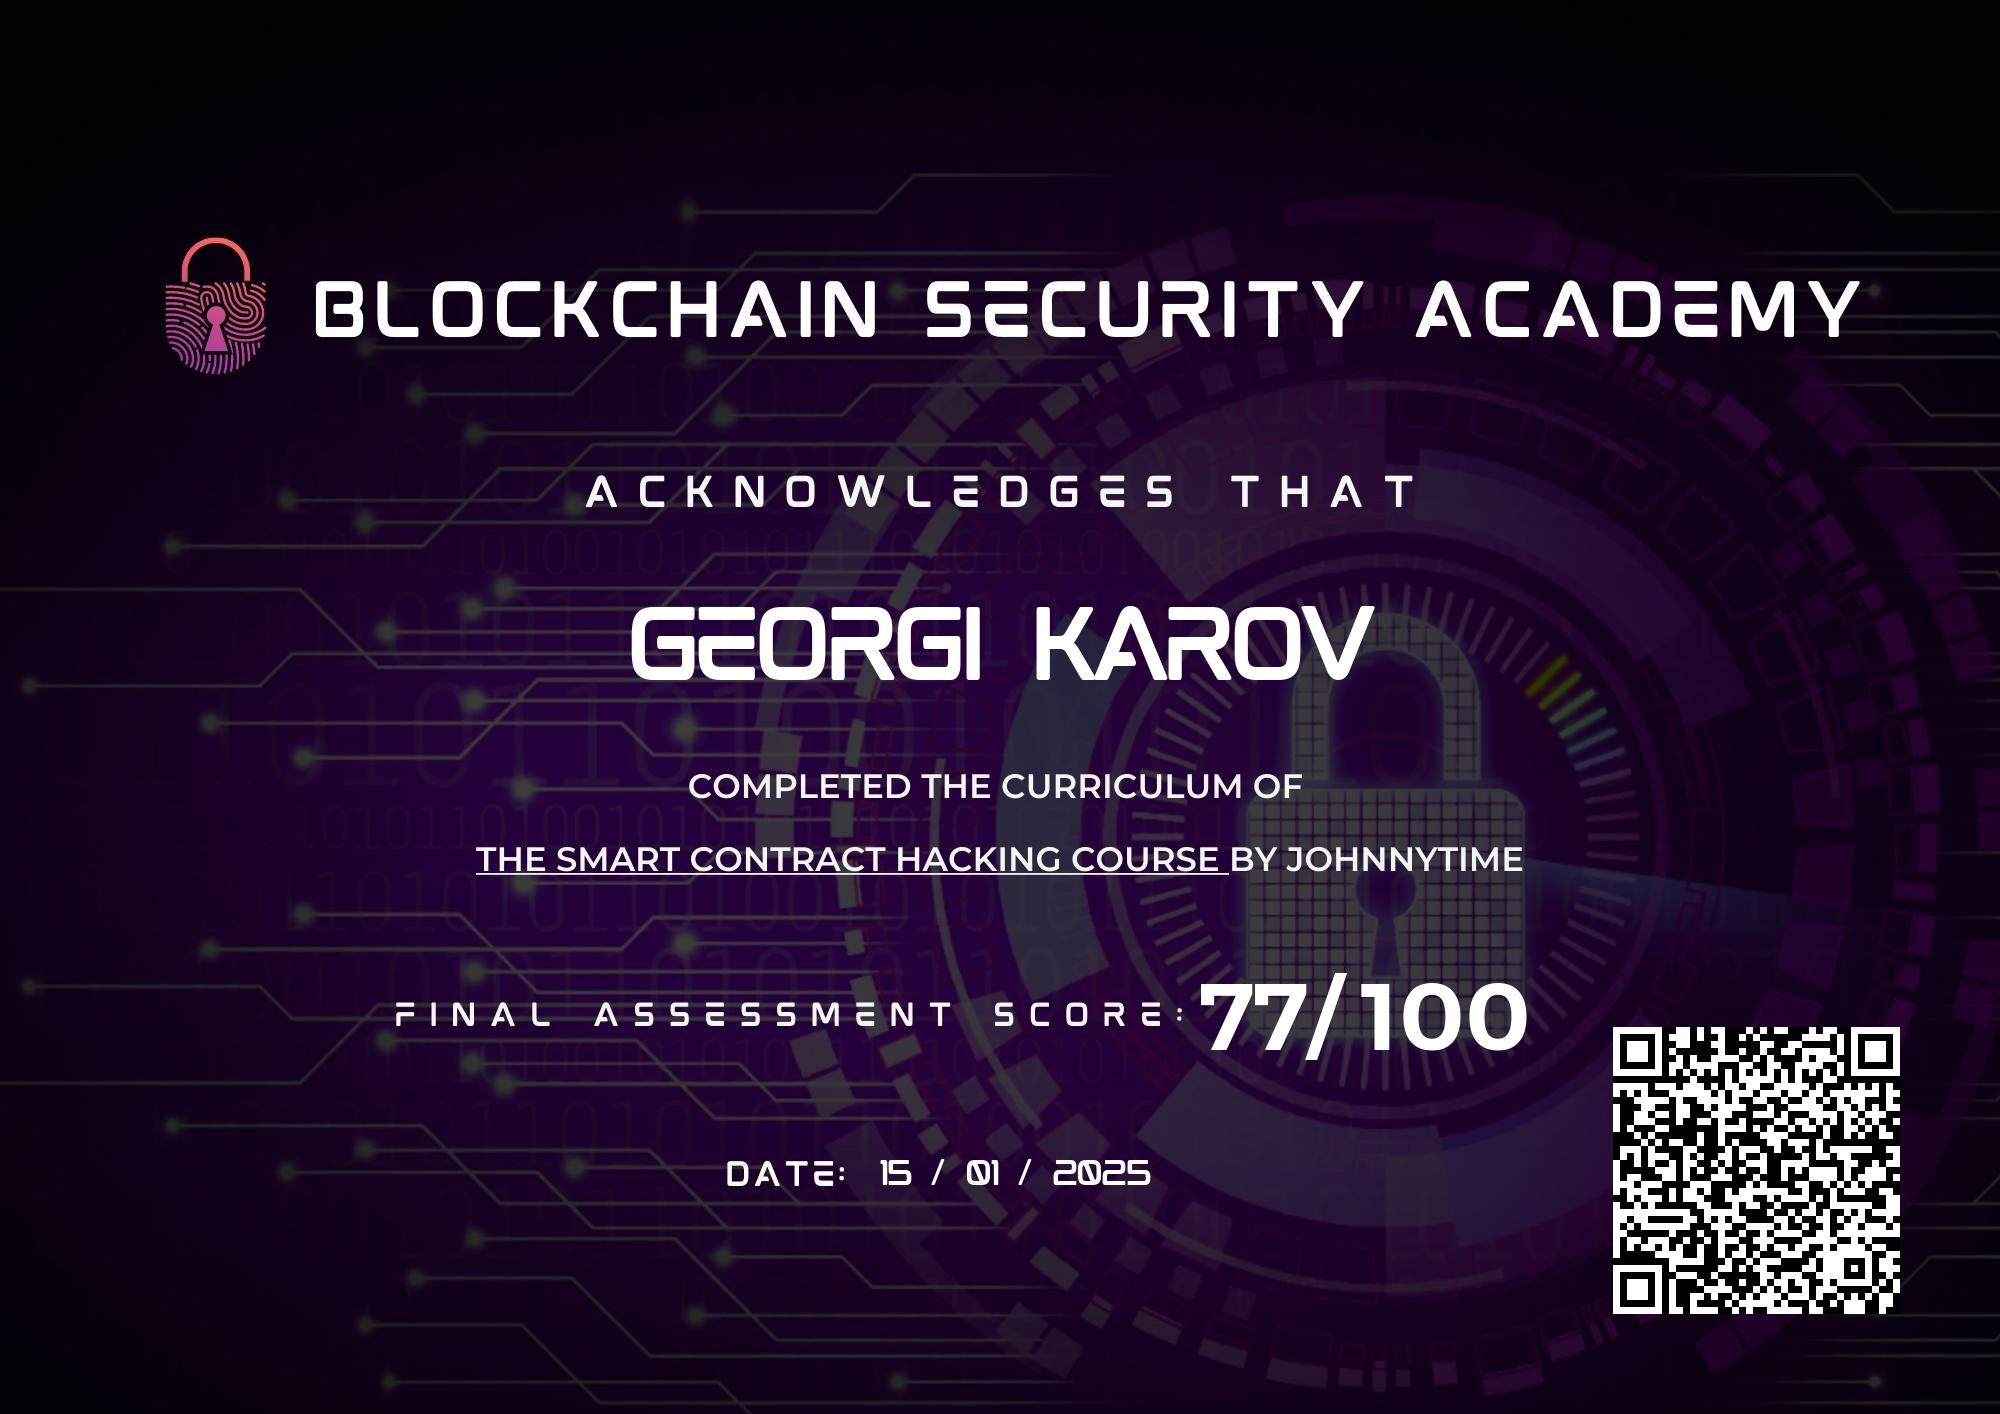 BLOCKCHAIN SECURITY ACADEMY
ACKNOWLEDGES THAT
GEORGI KAROV
COMPLETED THE CURRICULUM OF
THE SMART CONTRACT HACKING COURSE BY JOHNNYTIME
FINAL ASSESSMENT SCORE: 77/100
DATE: 15 / 01 / 2025